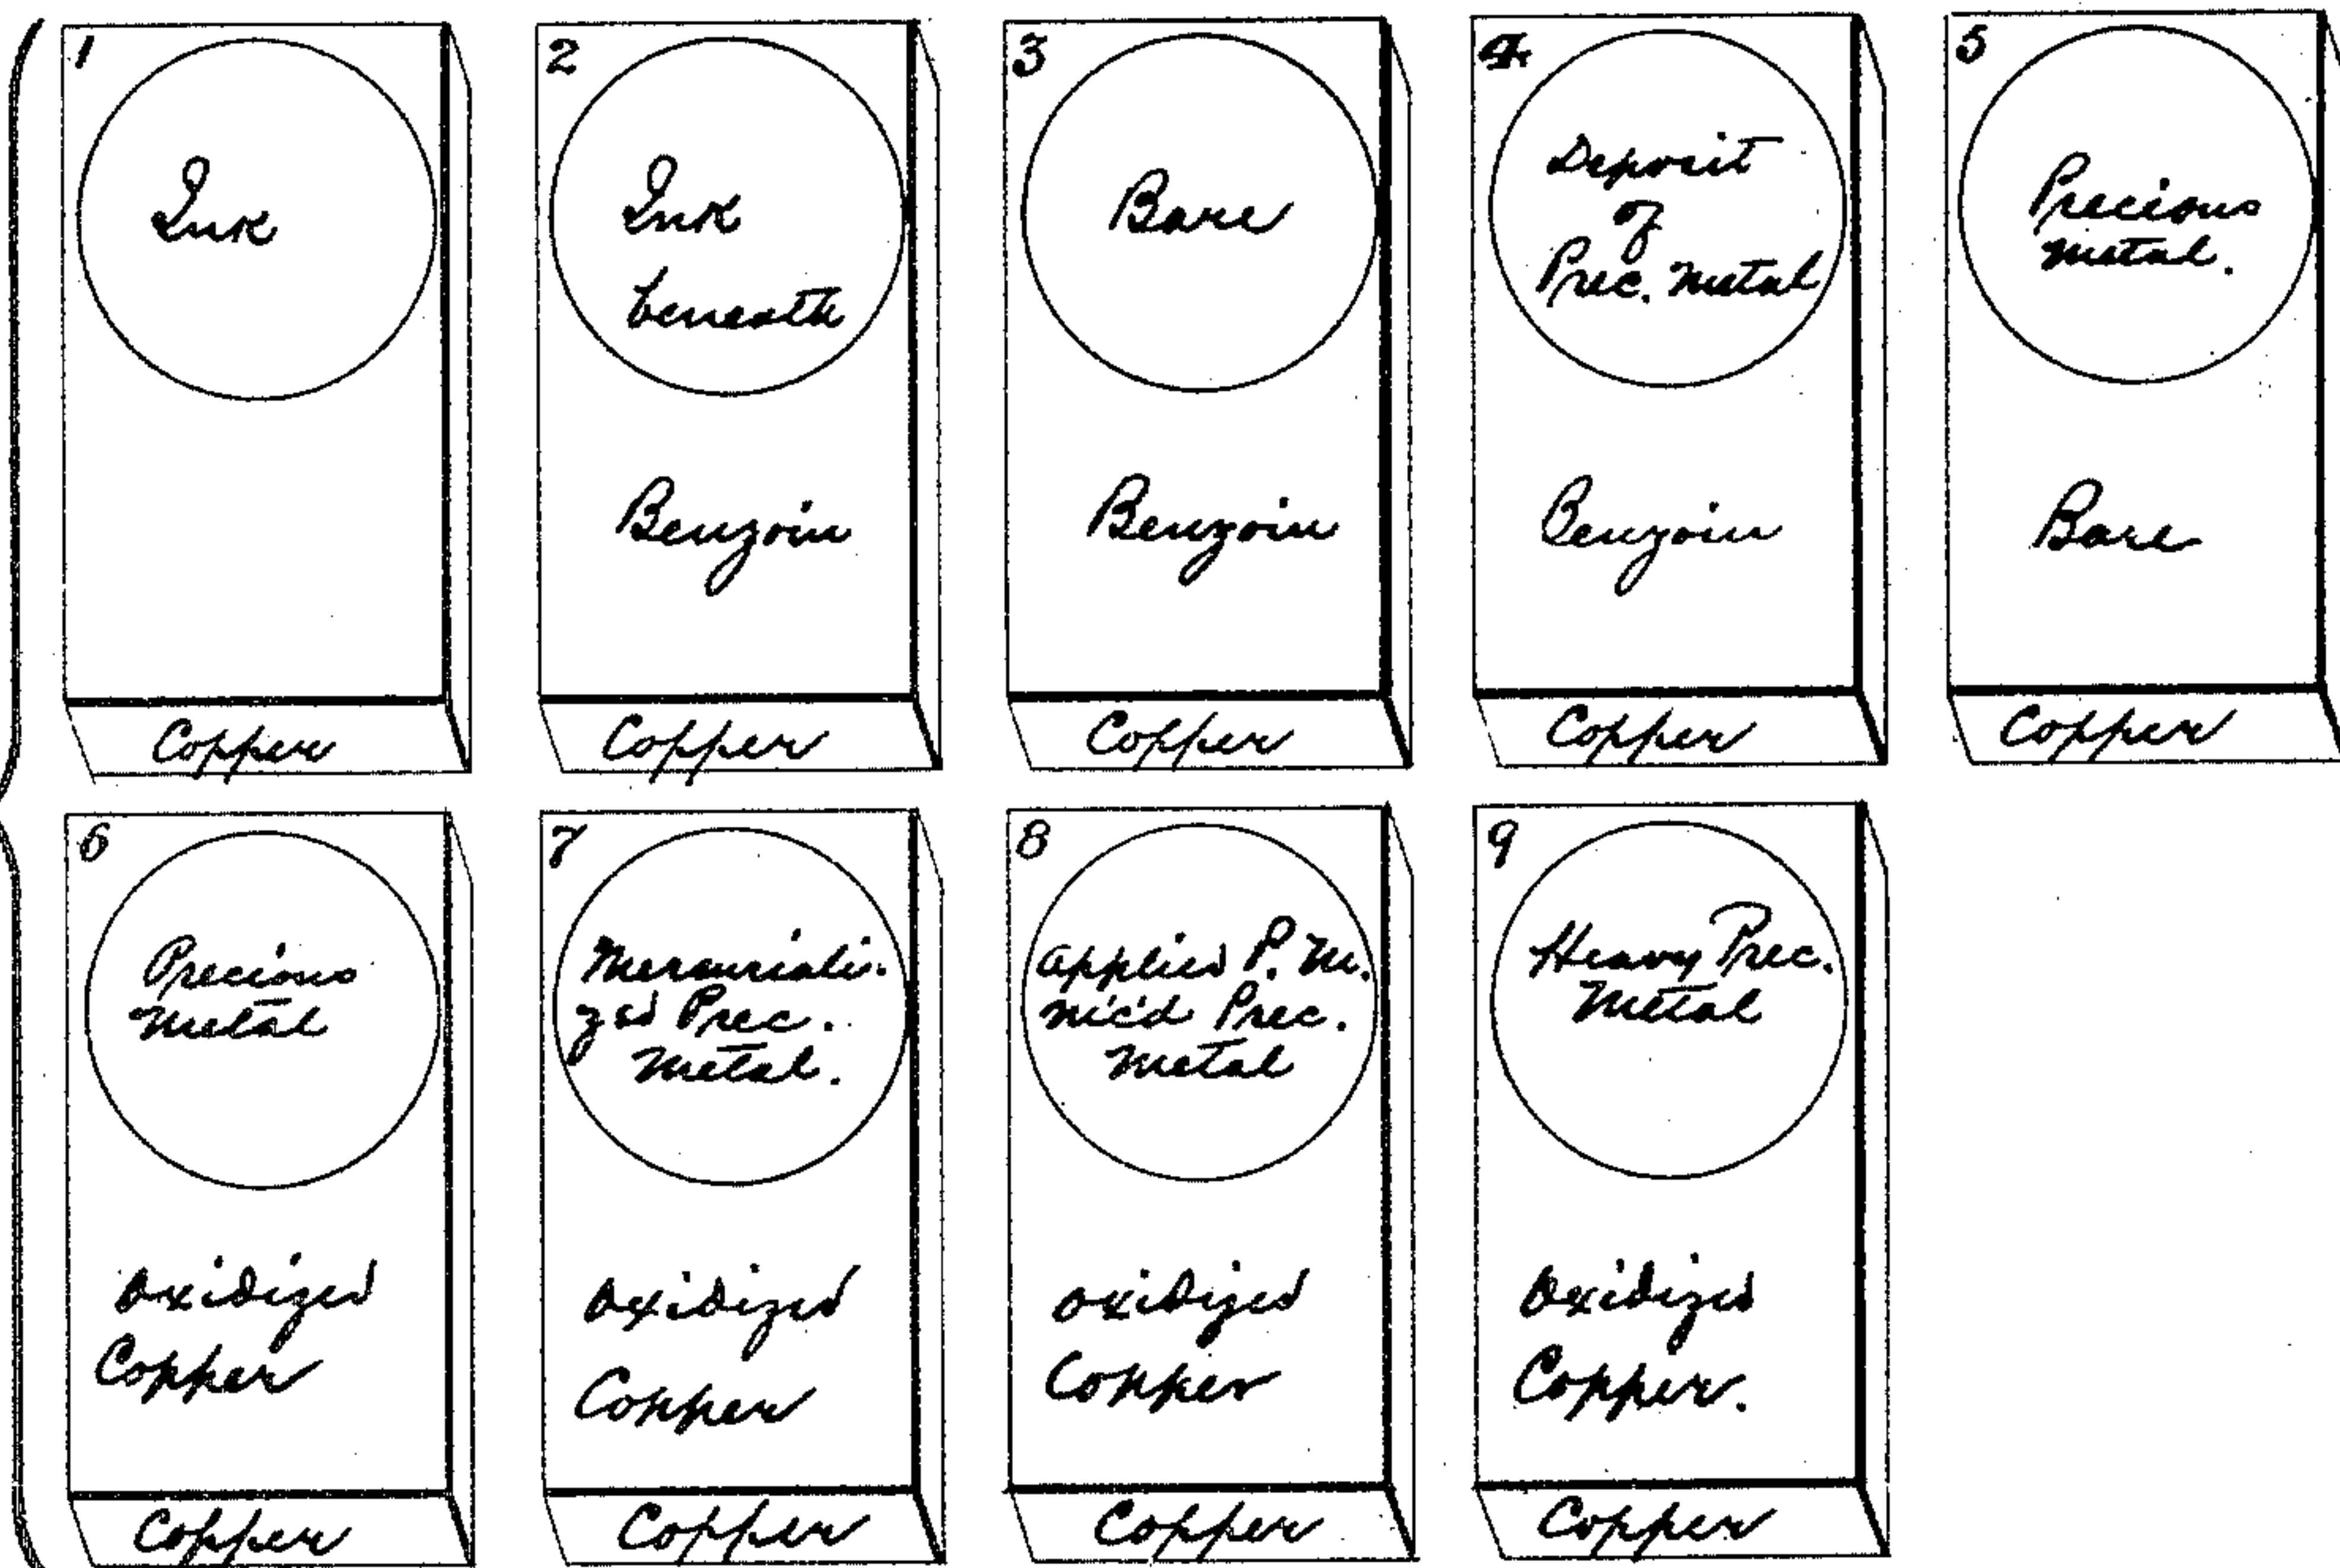 1
Ink
Copper
2
Ink
beneath
Benzoin
Copper
3
Bare
Benzoin
Copper
4
Deposit
of
Prec. Metal
Benzoin
Copper
5
Precious
Metal.
Bare
Copper
6
Precious
Metal
Oxidized
Copper
Copper
7
Mercuriali-
zed Prec.
Metal.
Oxidized
Copper
Copper
8
Applied P. M.
Prec.
Metal
Oxidized
Copper
Copper
9
Heavy Prec.
Metal
Oxidized
Copper.
Copper